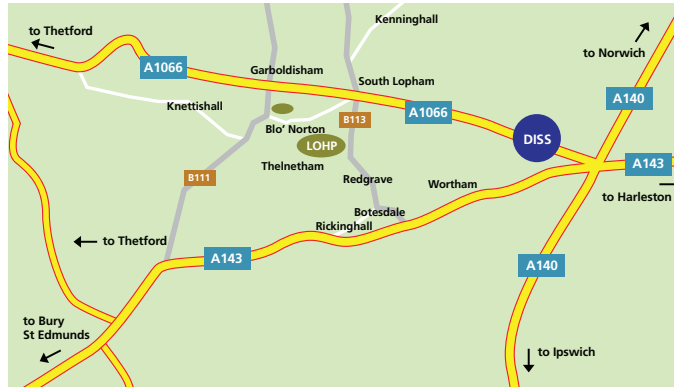 Kenninghall
to Thetford
to Norwich
A1066
Garboldisham
South Lopham
A140
Knettishall
A1066
B113
Blo' Norton
DISS
LOHP
Thelnetham
A143
B111
Redgrave
Wortham
to Harleston
Botesdale
Rickinghall
to Thetford
A143
A140
to Bury
St Edmunds
to Ipswich